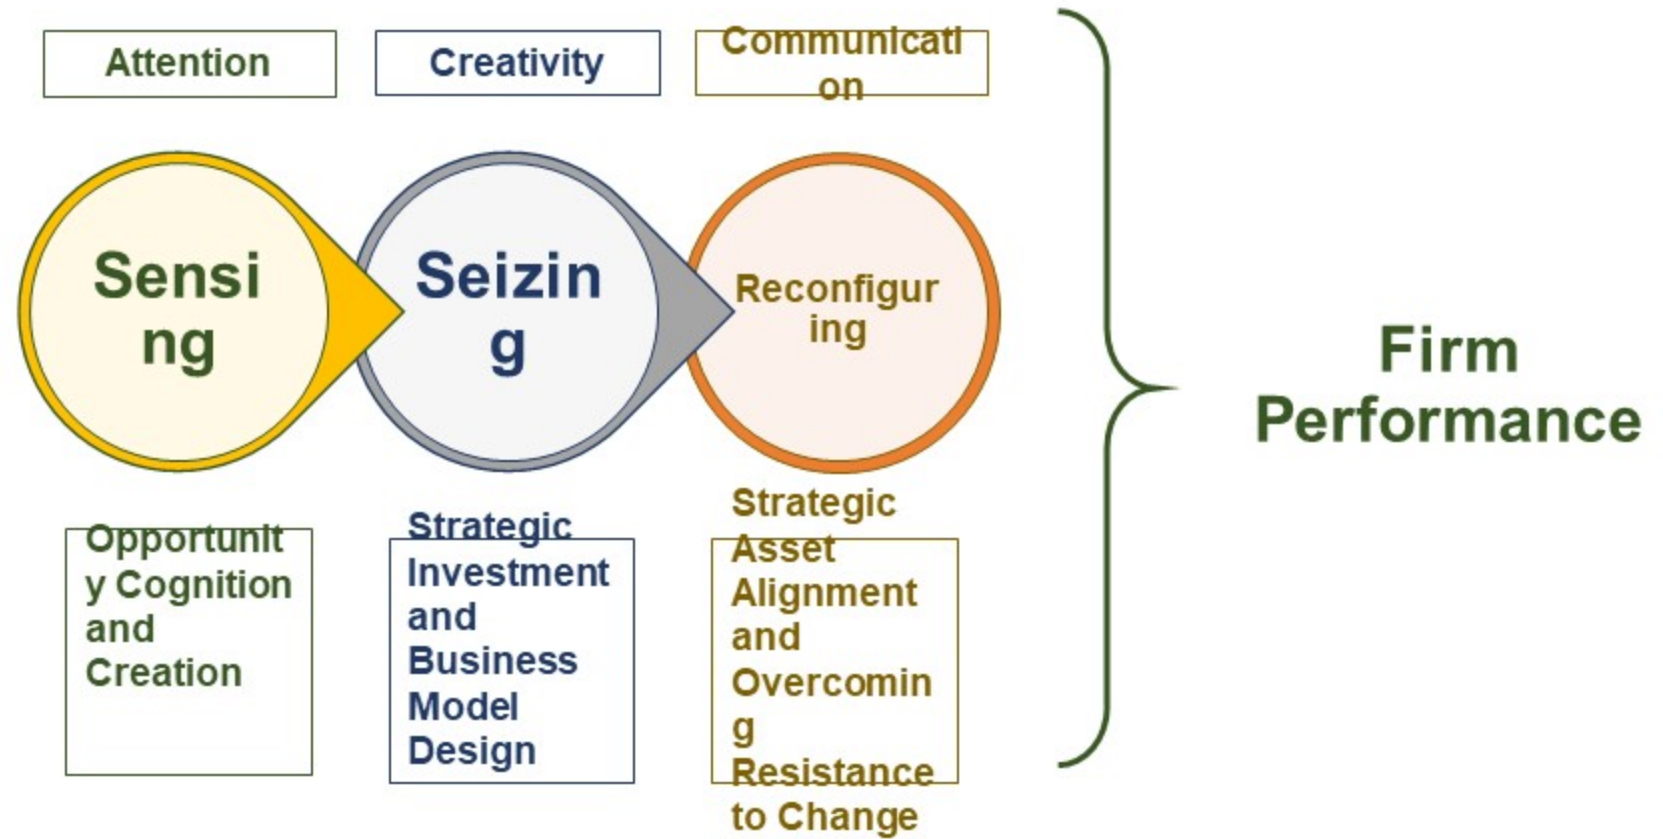 Attention
Creativity
Communicati
on
Sensi
ng
Seizin
g
Reconfigur
ing
Opportunit
y Cognition
and
Creation
Strategic
Investment
and
Business
Model
Design
Strategic
Asset
Alignment
and
Overcomin
g
Resistance
to Change
Firm
Performance